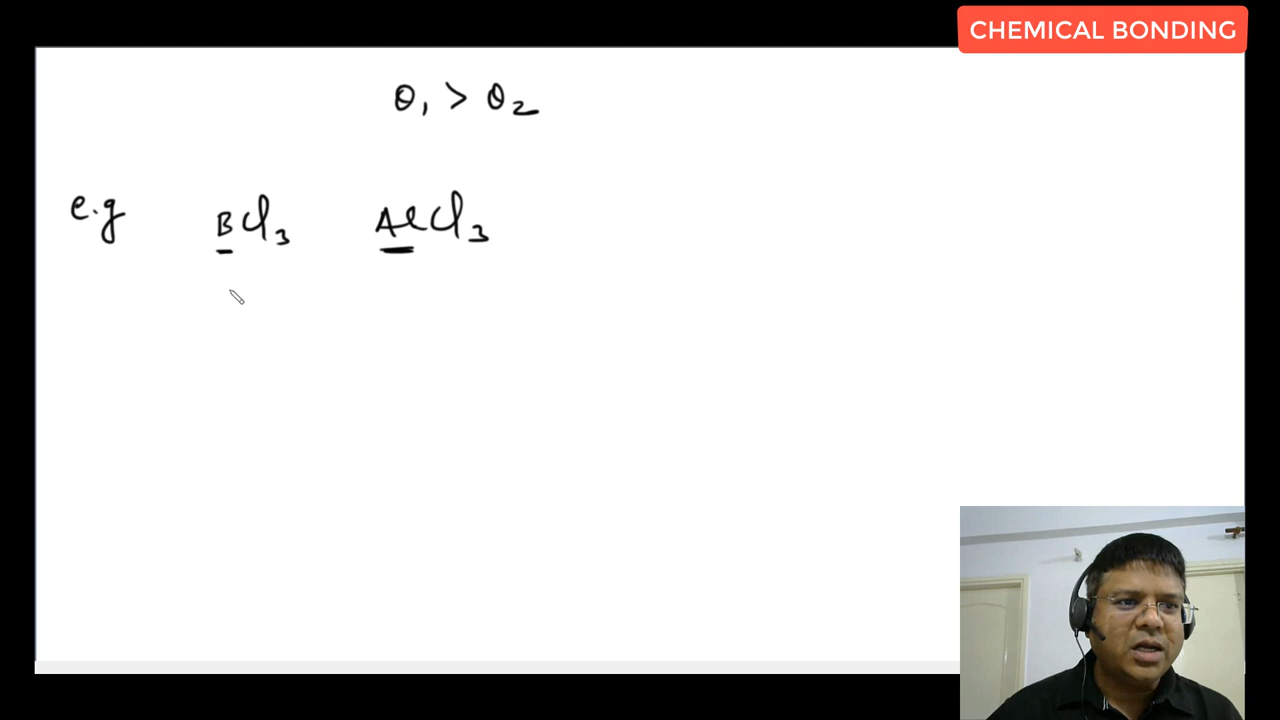 CHEMICAL BONDING
θ₁ > θ₂
e.g BCl₃ AlCl₃